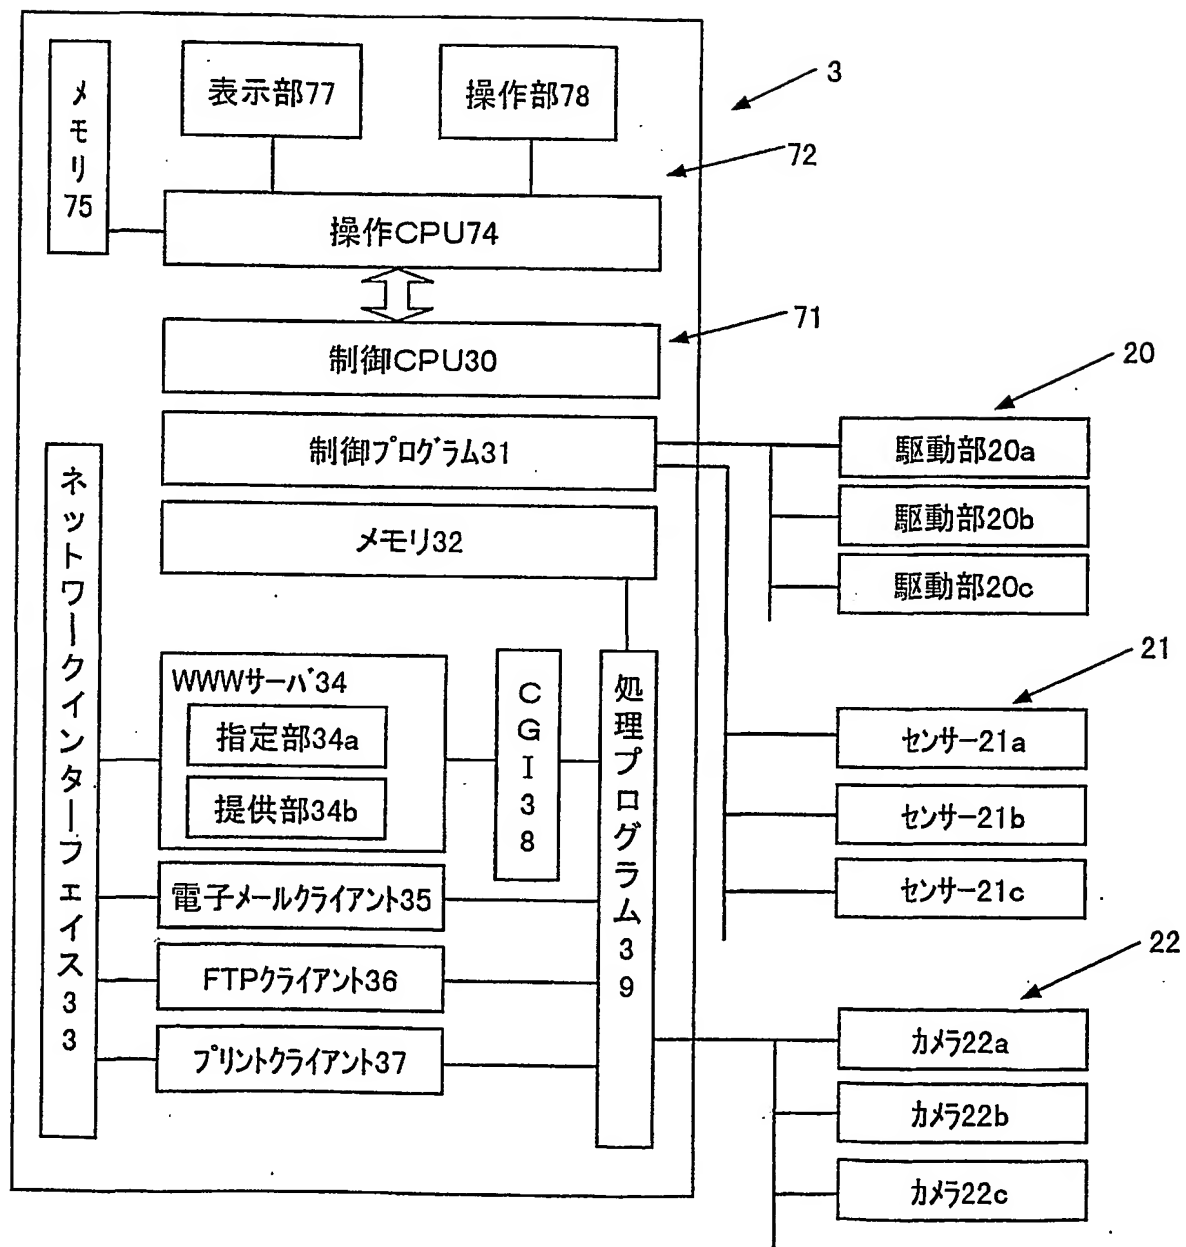 メモリ75
表示部77
操作部78
3
72
操作CPU74
71
制御CPU30
20
制御プログラム31
駆動部20a
駆動部20b
メモリ32
駆動部20c
ネットワークインターフェイス33
21
WWWサーバ34
指定部34a
提供部34b
CGI38
処理プログラム39
センサー21a
センサー21b
センサー21c
電子メールクライアント35
22
FTPクライアント36
カメラ22a
プリントクライアント37
カメラ22b
カメラ22c